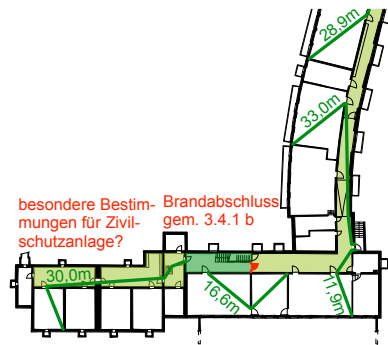 28,9m
33,0m
besondere Bestim-
mungen für Zivil-
schutzanlage?
Brandabschluss
gem. 3.4.1 b
30,0m
16,6m
11,9m